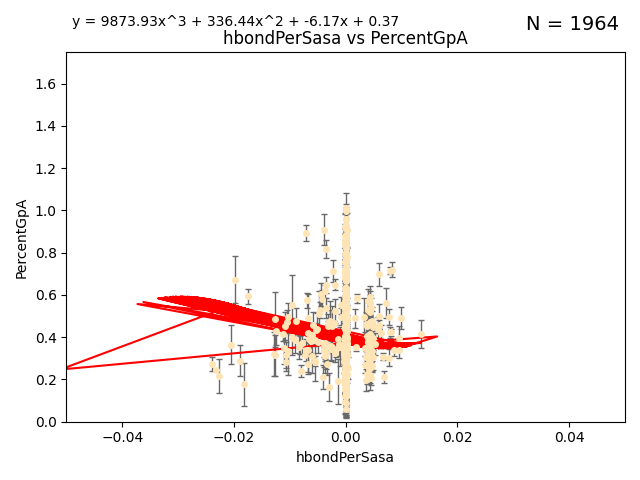 y = 9873.93x^3 + 336.44x^2 + -6.17x + 0.37
N = 1964
hbondPerSasa vs PercentGpA
PercentGpA
1.6
1.4
1.2
1.0
0.8
0.6
0.4
0.2
0.0
−0.04
−0.02
0.00
0.02
0.04
hbondPerSasa